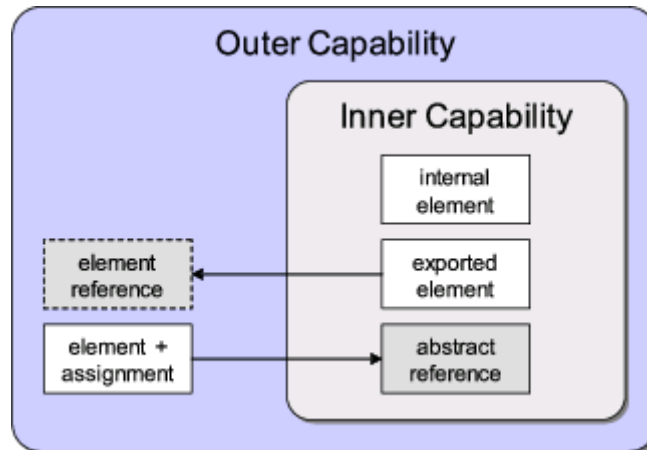 Outer Capability
Inner Capability
internal
element
element
reference
exported
element
element +
assignment
abstract
reference